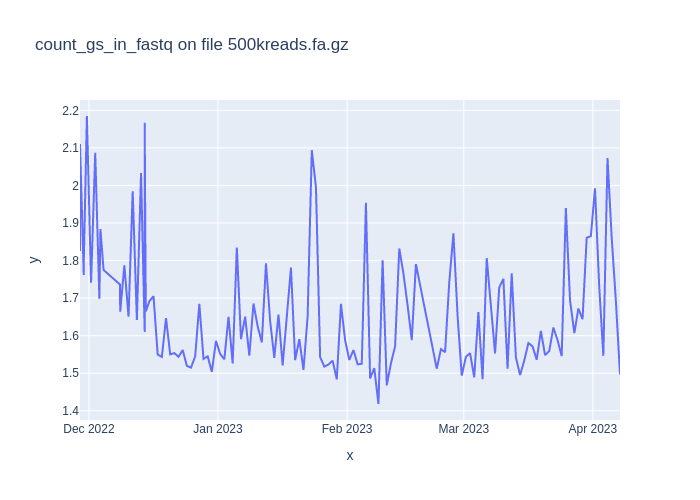 count_gs_in_fastq on file 500kreads.fa.gz
2.2
2.1
2
1.9
1.8
1.7
1.6
1.5
1.4
y
Dec 2022 Jan 2023 Feb 2023 Mar 2023 Apr 2023
x